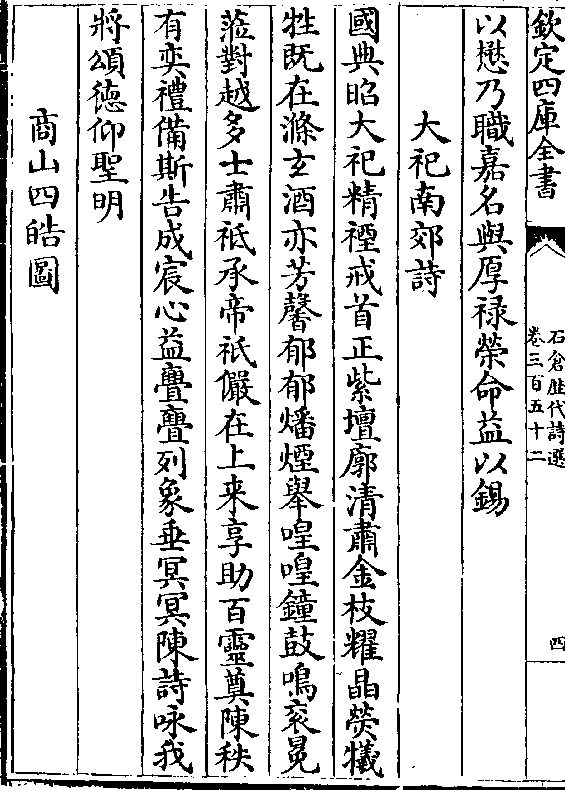 欽定四庫全書
石倉歴代詩選
卷三百五十二
四
以懋乃職嘉名與厚禄榮命益以錫
大祀南郊詩
國典昭大祀精禋戒首正紫壇廓清肅金枝耀晶熒犧
牲既在滌玄酒亦芳馨郁郁燔煙舉喤喤鐘鼓鳴衮冕
蒞對越多士肅祗承帝祇儼在上来享助百靈奠陳秩
有奕禮備斯告成宸心益亹亹列象垂冥冥陳詩咏我
將頌徳仰聖明
商山四皓圖